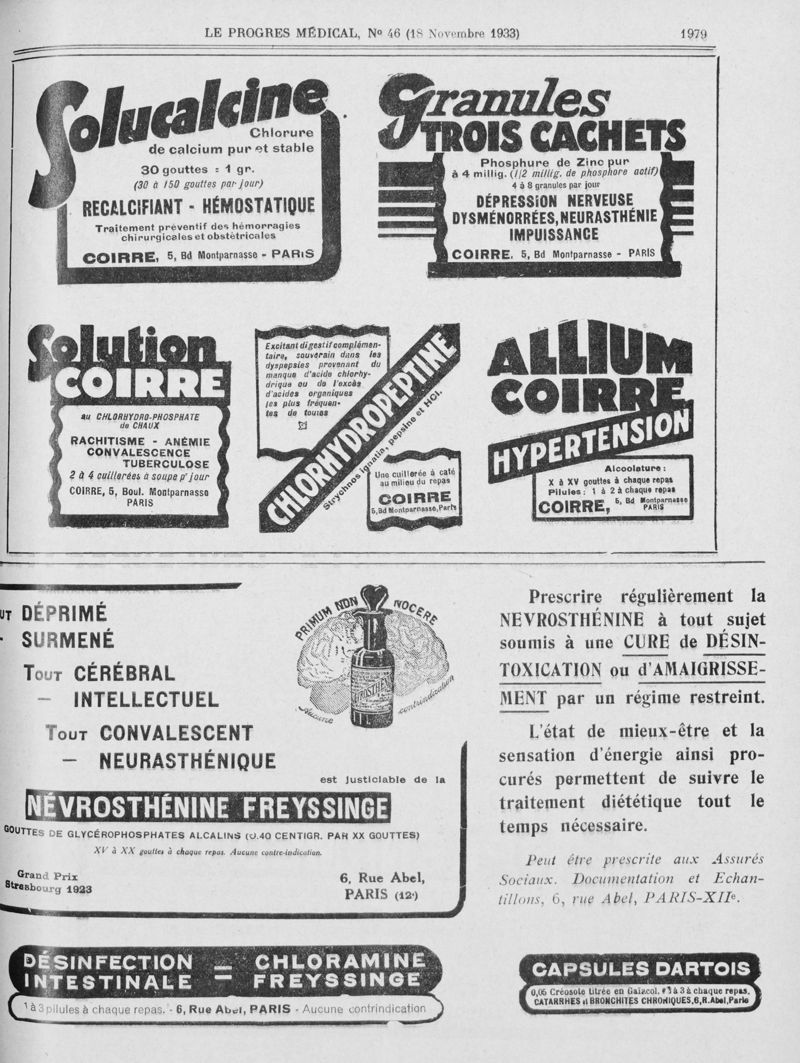 LE PROGRES MÉDICAL, No 46 (18 Novembre 1933) 1979
Solucalcine
Chlorure
de calcium pur et stable
30 gouttes = 1 gr.
(30 à 150 gouttes par jour)
RECALCIFIANT - HÉMOSTATIQUE
Traitement préventif des hémorragies
chirurgicales et obstétricales
COIRRE, 5, Bd Montparnasse - PARIS
Granules
TROIS CACHETS
Phosphure de Zinc pur
à 4 millig. (1/2 millig. de phosphore actif)
4 à 8 granules par jour
DÉPRESSION NERVEUSE
DYSMÉNORRÉES, NEURASTHÉNIE
IMPUISSANCE
COIRRE, 5, Bd Montparnasse - PARIS
Solution
COIRRE
au CHLORHYDRO-PHOSPHATE
de CHAUX
RACHITISME - ANÉMIE
CONVALESCENCE
TUBERCULOSE
2 à 4 cuillerées à soupe pr jour
COIRRE, 5, Boul. Montparnasse
PARIS
Excitant digestif complémen-
taire, souverain dans les
dyspepsies provenant du
manque d'acide chlorhy-
drique ou de l'excès
d'acides organiques
les plus fréquen-
tes de toutes
CHLORHYDROPEPTINE
Strychnos ignatia, pepsine et HCl.
Une cuillerée à café
au milieu du repas
COIRRE
5, Bd Montparnasse, Paris
ALLIUM
COIRRE
HYPERTENSION
Alcoolature :
X à XV gouttes à chaque repas
Pilules : 1 à 2 à chaque repas
COIRRE, 5, Bd Montparnasse
PARIS
UT DÉPRIMÉ
- SURMENÉ
TOUT CÉRÉBRAL
— INTELLECTUEL
TOUT CONVALESCENT
— NEURASTHÉNIQUE
PRIMUM NON NOCERE
Aucune contrindication
est justiciable de la
NÉVROSTHÉNINE FREYSSINGE
GOUTTES DE GLYCÉROPHOSPHATES ALCALINS (0.40 CENTIGR. PAR XX GOUTTES)
XV à XX gouttes à chaque repas. Aucune contre-indication.
Grand Prix
Strasbourg 1923
6, Rue Abel,
PARIS (12e)
Prescrire régulièrement la
NEVROSTHÉNINE à tout sujet
soumis à une CURE de DÉSIN-
TOXICATION ou d'AMAIGRISSE-
MENT par un régime restreint.
L'état de mieux-être et la
sensation d'énergie ainsi pro-
curés permettent de suivre le
traitement diététique tout le
temps nécessaire.
Peut être prescrite aux Assurés
Sociaux. Documentation et Echan-
tillons, 6, rue Abel, PARIS-XIIe.
DÉSINFECTION = CHLORAMINE
INTESTINALE = FREYSSINGE
1 à 3 pilules à chaque repas. - 6, Rue Abel, PARIS - Aucune contrindication
CAPSULES DARTOIS
0,05 Créosote titrée en Gaïacol. 2 à 3 à chaque repas.
CATARRHES et BRONCHITES CHRONIQUES, 6, R. Abel, Paris